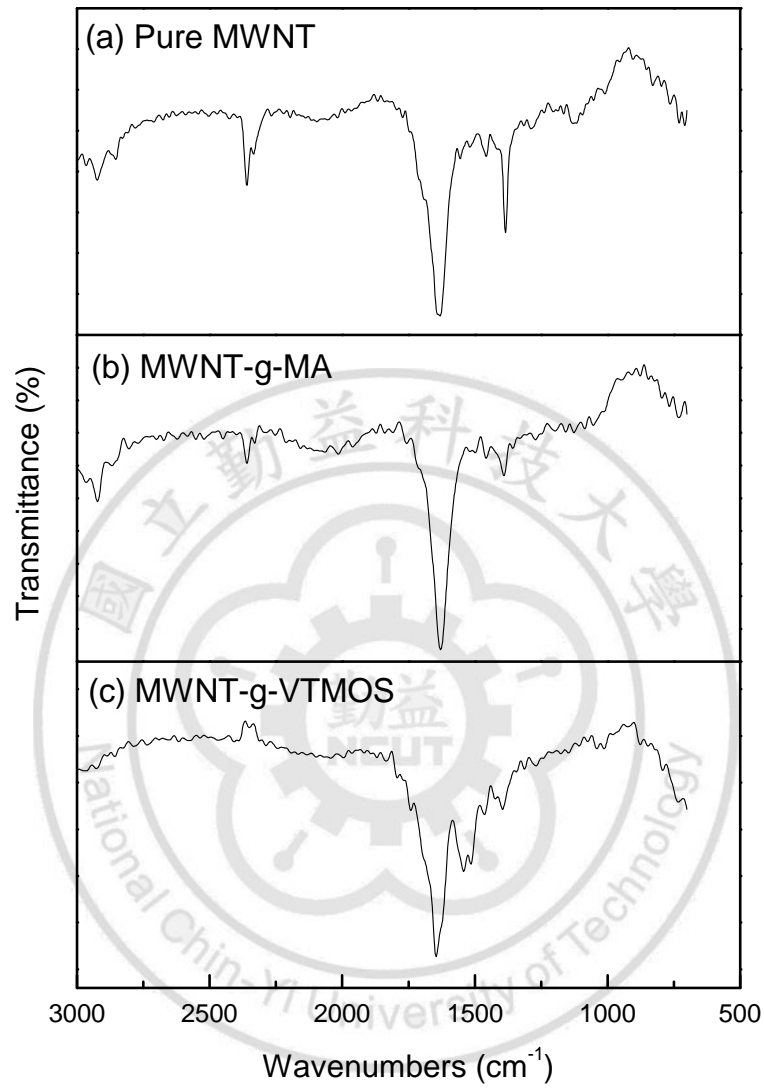 (a) Pure MWNT
(b) MWNT-g-MA
(c) MWNT-g-VTMOS
Transmittance (%)
3000 2500 2000 1500 1000 500
Wavenumbers (cm⁻¹)
國立勤益科技大學
勤益
NCUT
National Chin-Yi University of Technology